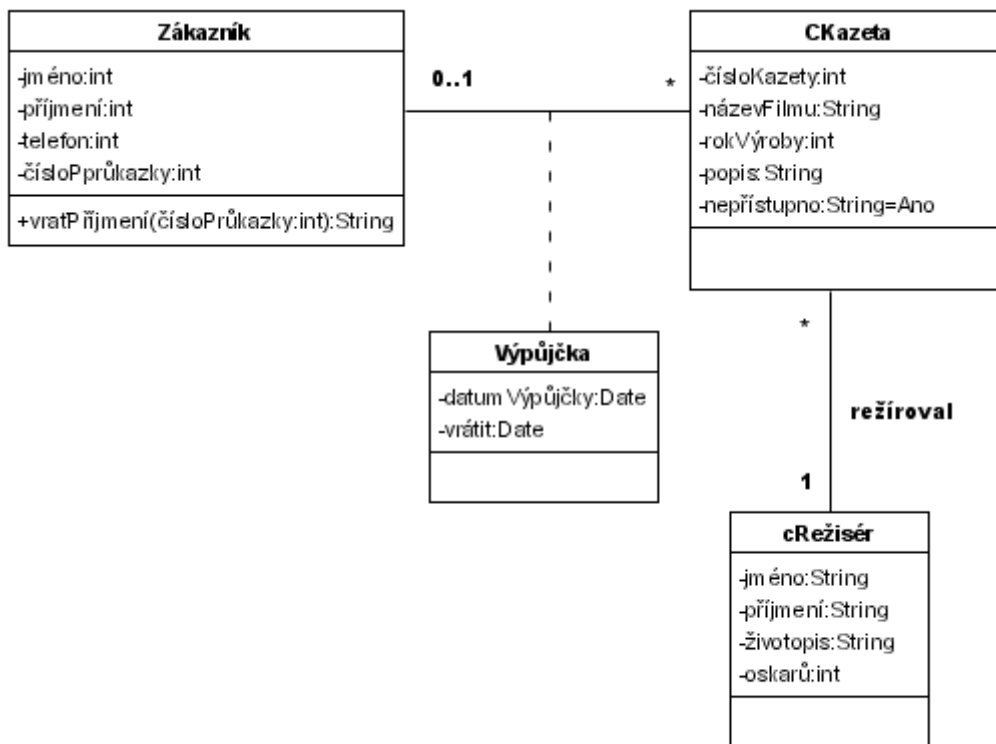 Zákazník
-jméno:int
-příjmení:int
-telefon:int
-čísloPprůkazky:int
+vratPříjmení(čísloPrůkazky:int):String
0..1
*
CKazeta
-čísloKazety:int
-názevFilmu:String
-rokVýroby:int
-popis:String
-nepřístupno:String=Ano
Výpůjčka
-datumVýpůjčky:Date
-vrátit:Date
*
režíroval
1
cRežisér
-jméno:String
-příjmení:String
-životopis:String
-oskarů:int